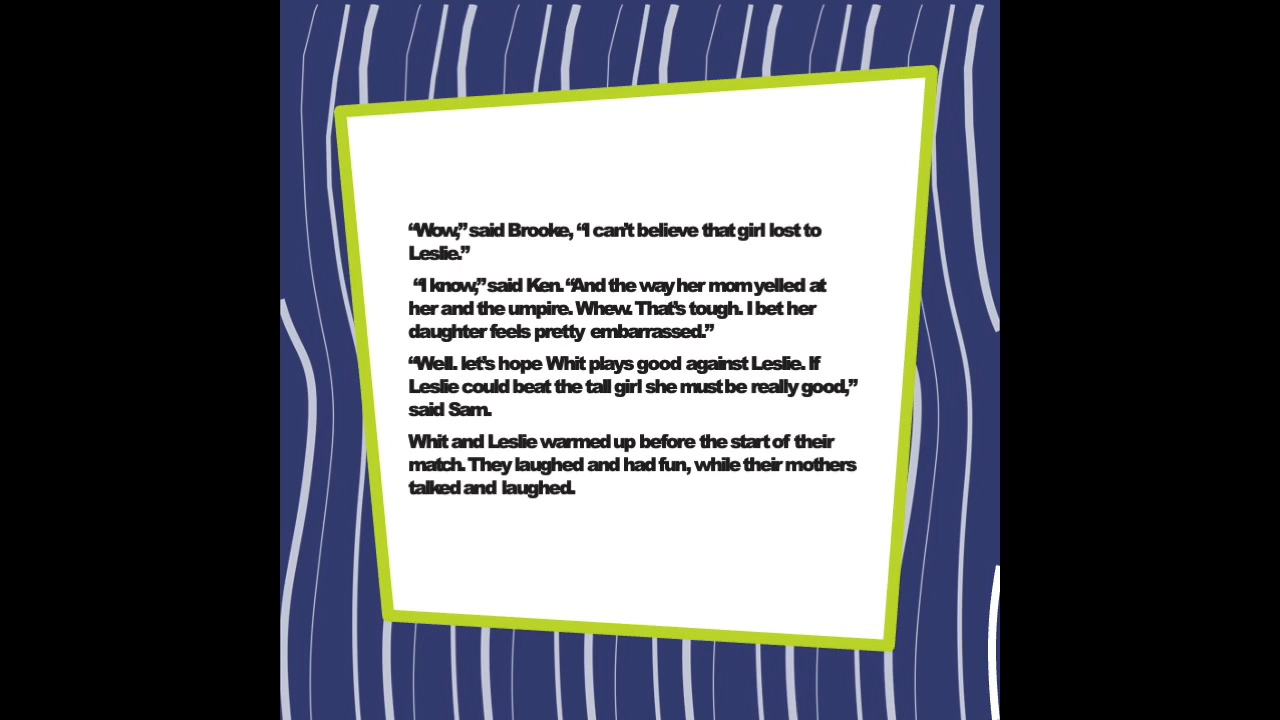 “Wow,” said Brooke, “I can’t believe that girl lost to
Leslie.”
“I know,” said Ken. “And the way her mom yelled at
her and the umpire. Whew. That’s tough. I bet her
daughter feels pretty embarrassed.”
“Well. let’s hope Whit plays good against Leslie. If
Leslie could beat the tall girl she must be really good,”
said Sam.
Whit and Leslie warmed up before the start of their
match. They laughed and had fun, while their mothers
talked and laughed.